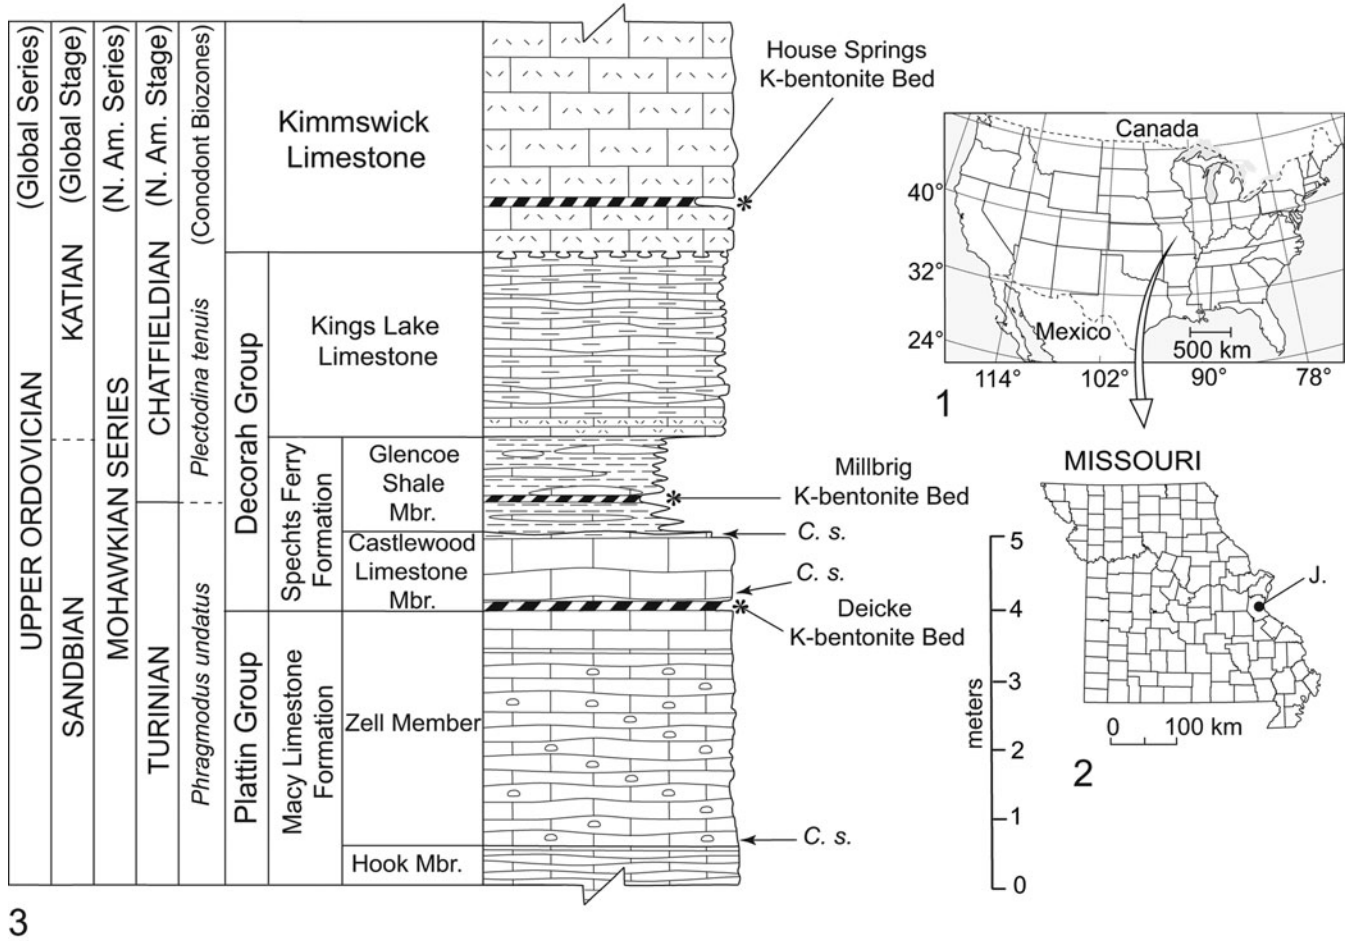 (Global Series)
UPPER ORDOVICIAN
(Global Stage)
KATIAN
SANDBIAN
(N. Am. Series)
MOHAWKIAN SERIES
(N. Am. Stage)
CHATFIELDIAN
TURINIAN
(Conodont Biozones)
Plectodina tenuis
Phragmodus undatus
Kimmswick
Limestone
Decorah Group
Kings Lake
Limestone
Spechts Ferry
Formation
Glencoe
Shale
Mbr.
Castlewood
Limestone
Mbr.
Plattin Group
Macy Limestone
Formation
Zell Member
Hook Mbr.
House Springs
K-bentonite Bed
*
Millbrig
K-bentonite Bed
*
C. s.
C. s.
Deicke
K-bentonite Bed
*
C. s.
3
Canada
40°
32°
Mexico
24°
500 km
114°
102°
90°
78°
1
MISSOURI
J.
0 100 km
2
meters
5
4
3
2
1
0